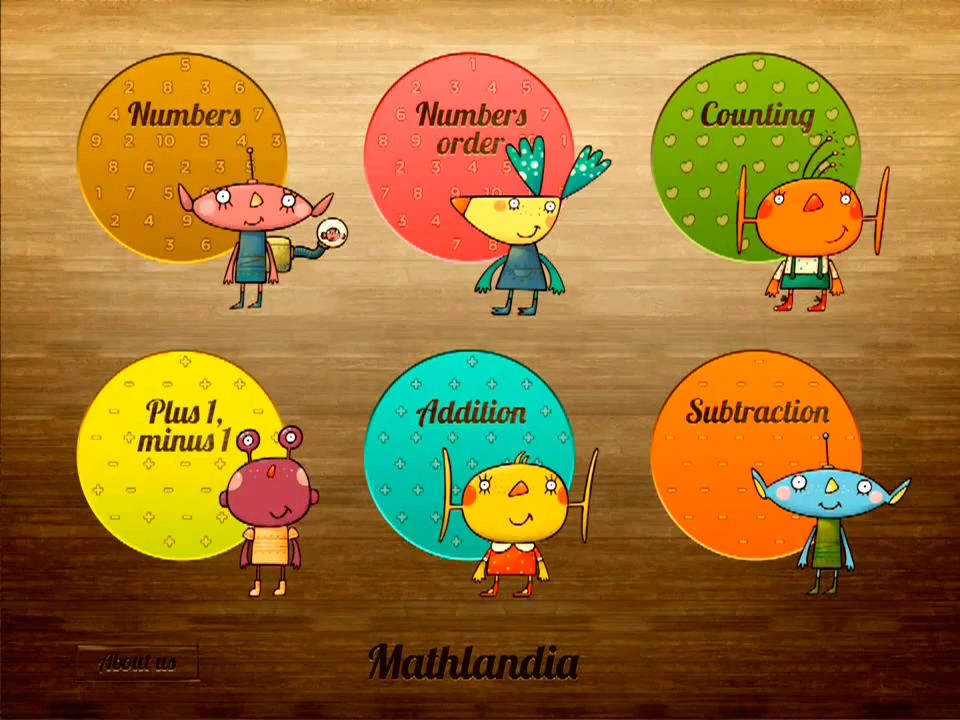 Numbers
Numbers
order
Counting
Plus 1,
minus 1
Addition
Subtraction
About us
Mathlandia